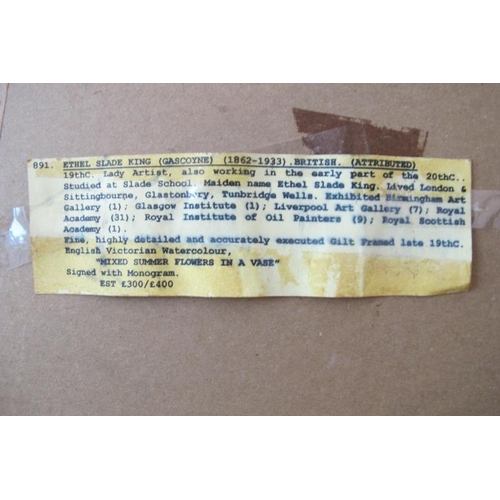 891. ETHEL SLADE KING (GASCOYNE) (1862-1933).BRITISH. (ATTRIBUTED)
19thC. Lady Artist, also working in the early part of the 20thC..
Studied at Slade School. Maiden name Ethel Slade King. Lived London &
Sittingbourne, Glastonbury, Tunbridge Wells. Exhibited Birmingham Art
Gallery (1); Glasgow Institute (1); Liverpool Art Gallery (7); Royal
Academy (31); Royal Institute of Oil Painters (9); Royal Scottish
Academy (1).
Fine, highly detailed and accurately executed Gilt Framed late 19thC.
English Victorian Watercolour,
"MIXED SUMMER FLOWERS IN A VASE"
Signed with Monogram.
EST £300/£400